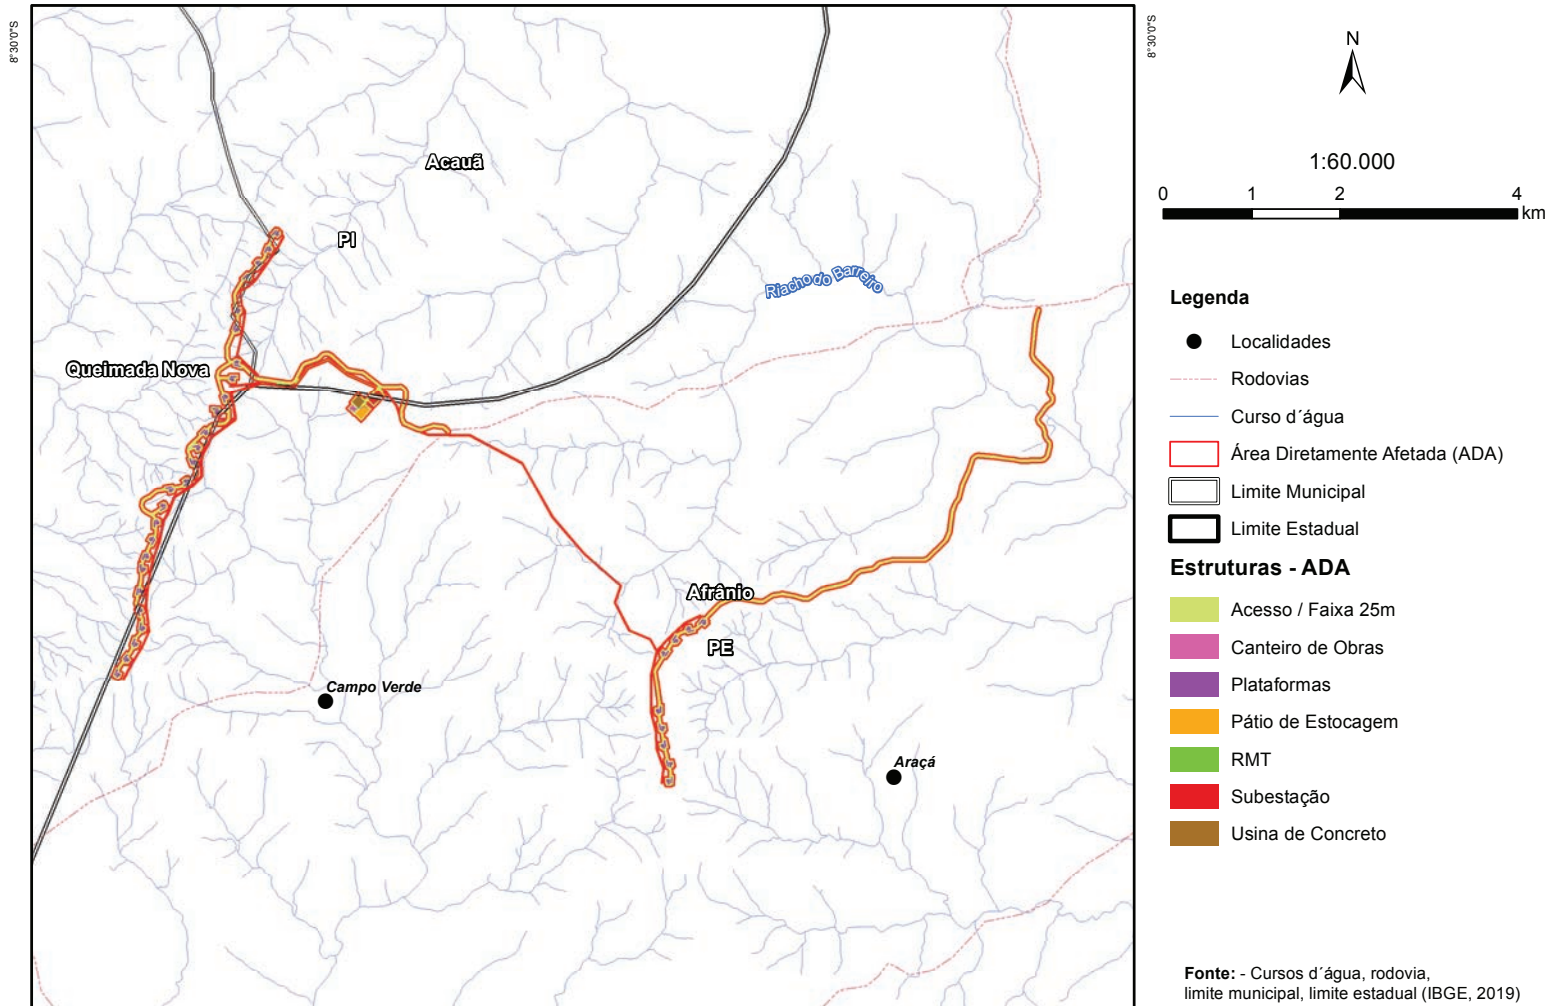 8°30'0"S
8°30'0"S
Acauã
PI
Riacho do Barreiro
Queimada Nova
Afrânio
PE
Campo Verde
Araçá
N
1:60.000
0 1 2 4
km
Legenda
Localidades
Rodovias
Curso d´água
Área Diretamente Afetada (ADA)
Limite Municipal
Limite Estadual
Estruturas - ADA
Acesso / Faixa 25m
Canteiro de Obras
Plataformas
Pátio de Estocagem
RMT
Subestação
Usina de Concreto
Fonte: - Cursos d´água, rodovia,
limite municipal, limite estadual (IBGE, 2019)